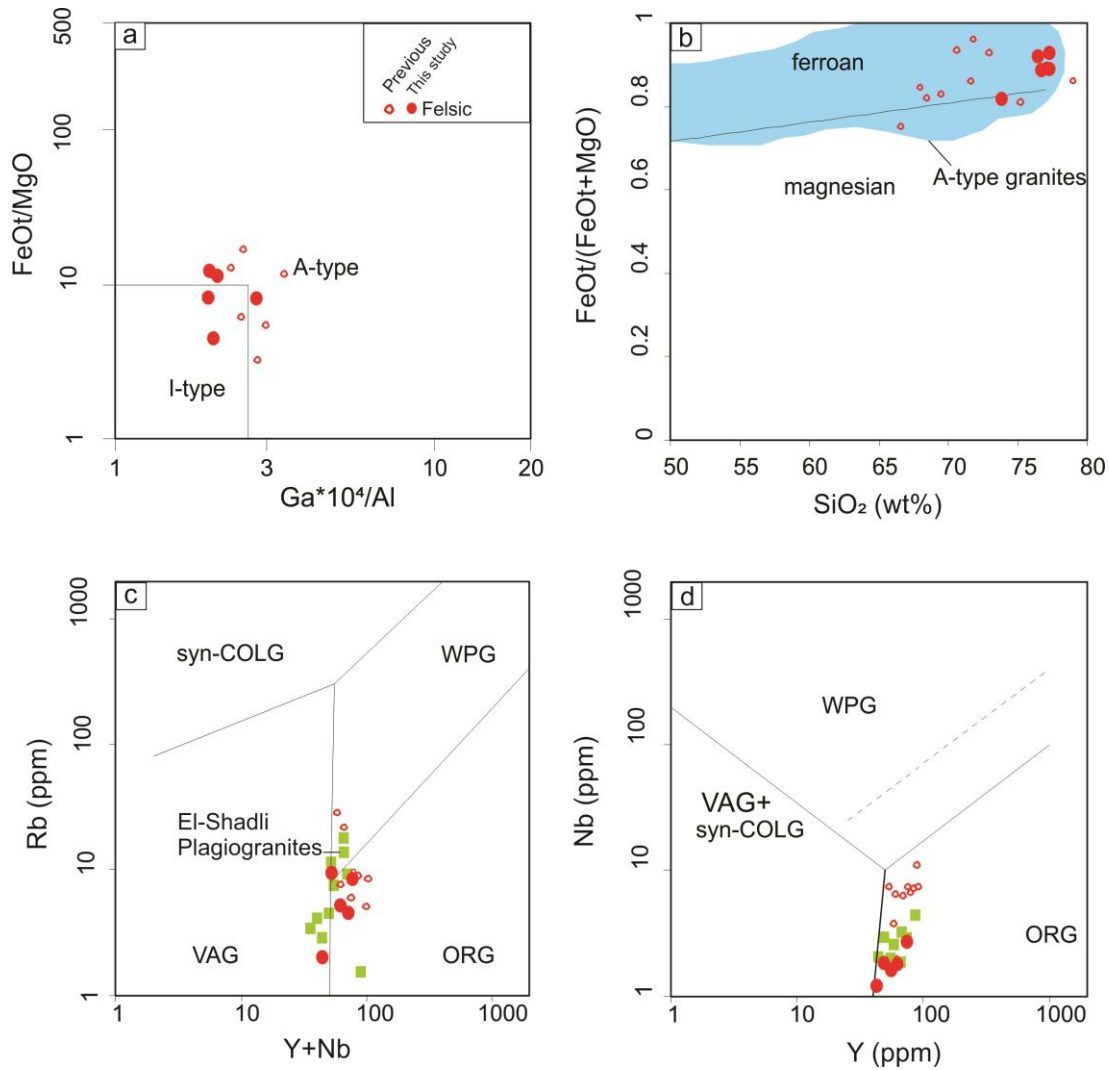 a
500
100
10
1
FeOt/MgO
Previous
This study
Felsic
A-type
I-type
1
3
10
20
Ga*10⁴/Al
b
1
0.8
0.6
0.4
0.2
0
FeOt/(FeOt+MgO)
ferroan
magnesian
A-type granites
50
55
60
65
70
75
80
SiO₂ (wt%)
c
1000
100
10
1
Rb (ppm)
syn-COLG
WPG
El-Shadli
Plagiogranites
VAG
ORG
1
10
100
1000
Y+Nb
d
1000
100
10
1
Nb (ppm)
WPG
VAG+
syn-COLG
ORG
1
10
100
1000
Y (ppm)